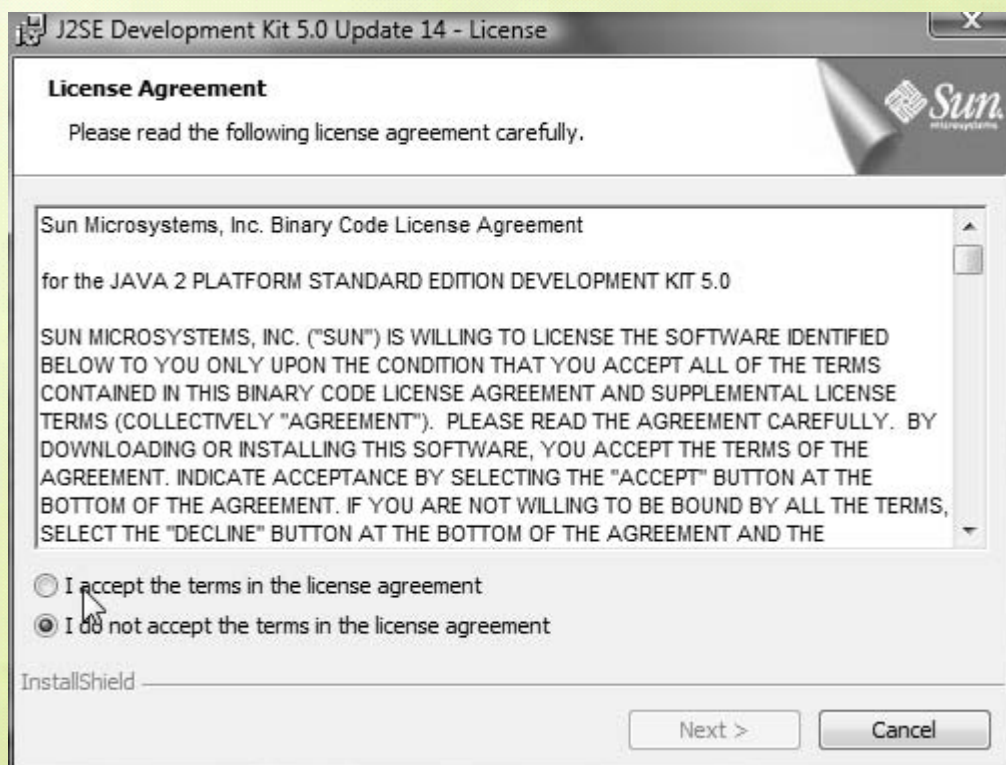 J2SE Development Kit 5.0 Update 14 - License
License Agreement
Please read the following license agreement carefully.
Sun
microsystems
Sun Microsystems, Inc. Binary Code License Agreement
for the JAVA 2 PLATFORM STANDARD EDITION DEVELOPMENT KIT 5.0
SUN MICROSYSTEMS, INC. ("SUN") IS WILLING TO LICENSE THE SOFTWARE IDENTIFIED
BELOW TO YOU ONLY UPON THE CONDITION THAT YOU ACCEPT ALL OF THE TERMS
CONTAINED IN THIS BINARY CODE LICENSE AGREEMENT AND SUPPLEMENTAL LICENSE
TERMS (COLLECTIVELY "AGREEMENT").  PLEASE READ THE AGREEMENT CAREFULLY.  BY
DOWNLOADING OR INSTALLING THIS SOFTWARE, YOU ACCEPT THE TERMS OF THE
AGREEMENT. INDICATE ACCEPTANCE BY SELECTING THE "ACCEPT" BUTTON AT THE
BOTTOM OF THE AGREEMENT. IF YOU ARE NOT WILLING TO BE BOUND BY ALL THE TERMS,
SELECT THE "DECLINE" BUTTON AT THE BOTTOM OF THE AGREEMENT AND THE
I accept the terms in the license agreement
I do not accept the terms in the license agreement
InstallShield
Next >
Cancel